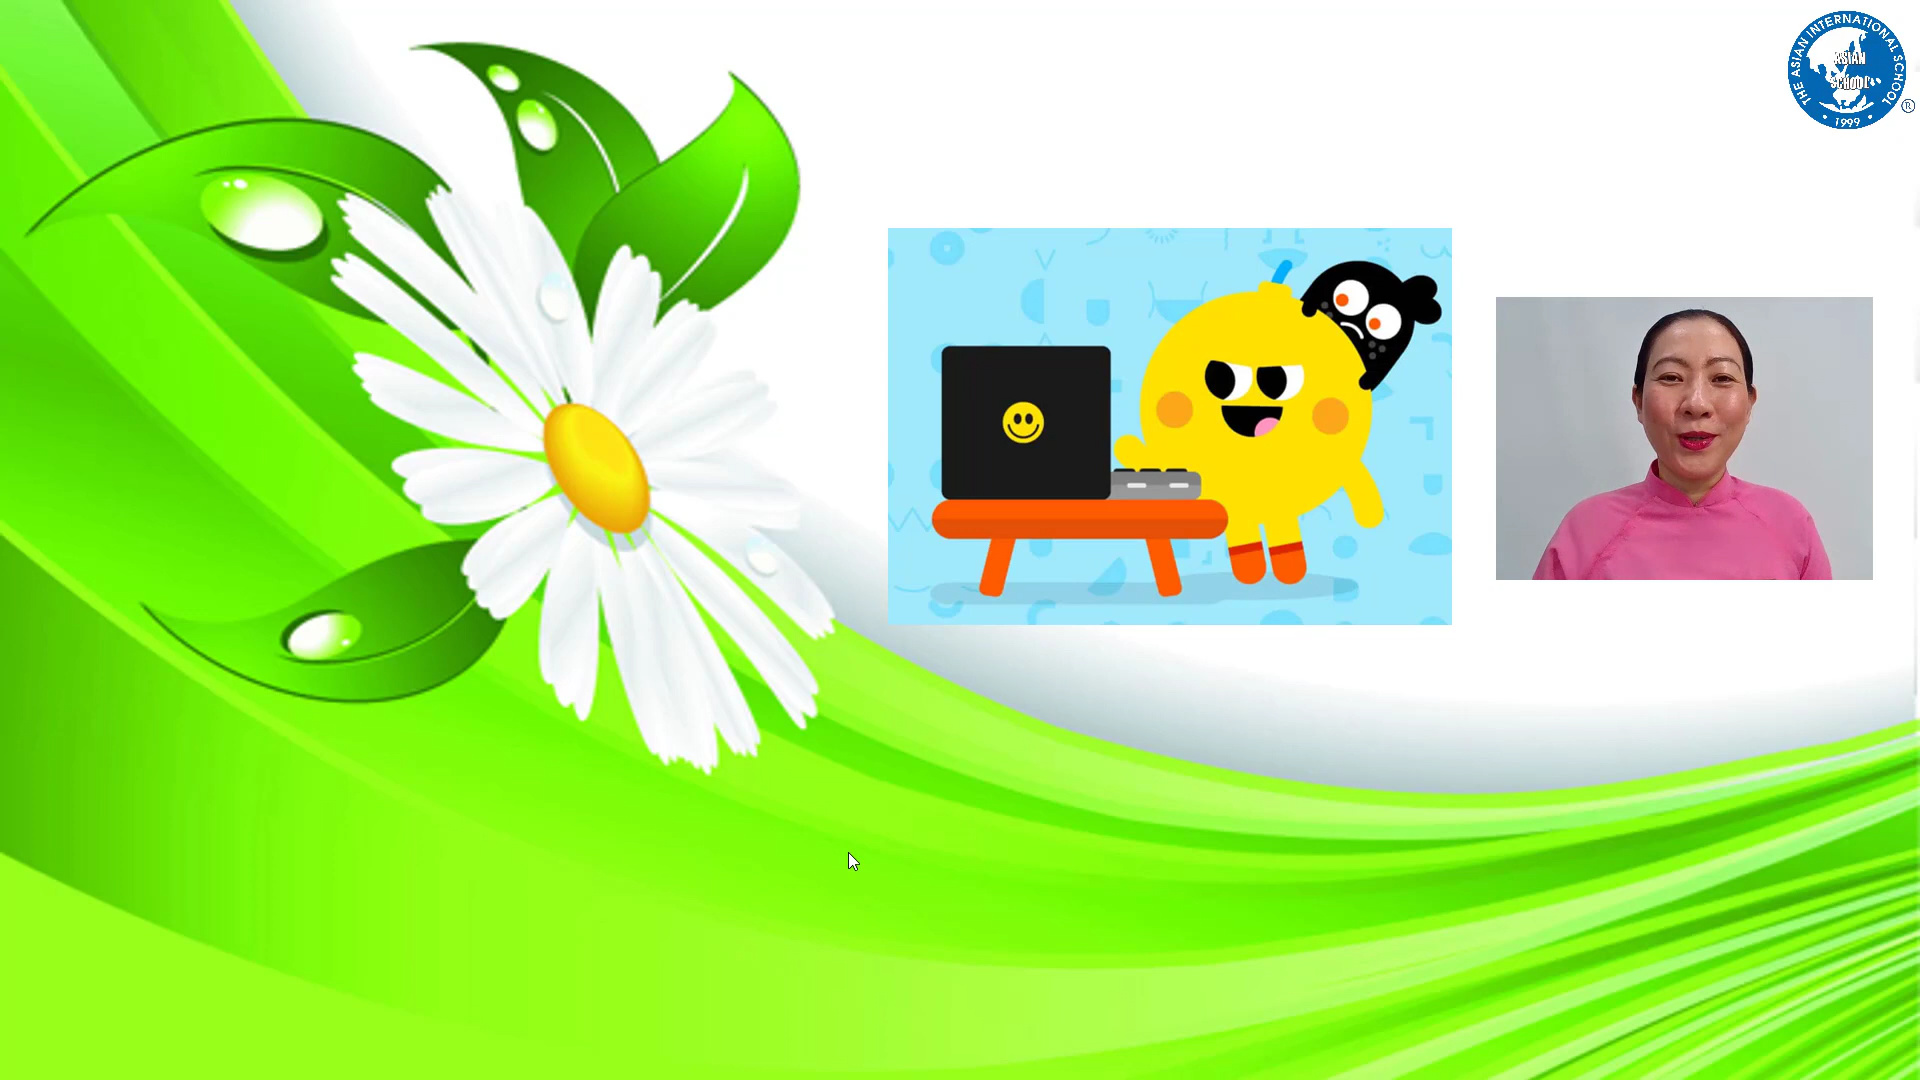 THE ASIAN INTERNATIONAL SCHOOL
ASIAN
SCHOOL
®
• 1999 •